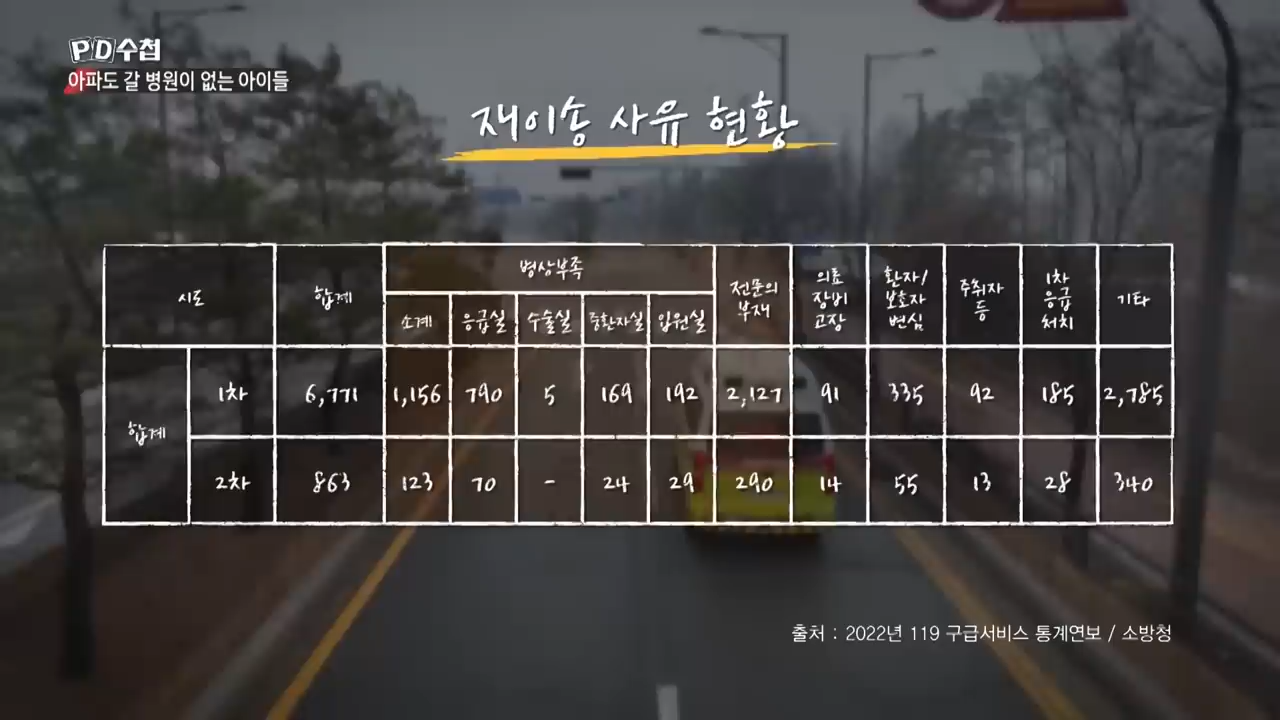 PD수첩
아파도 갈 병원이 없는 아이들
재이송 사유 현황
시도 합계 병상부족 전문의 부재 의료 장비 고장 환자/보호자 변심 주취자 등 1차 응급 처치 기타
소계 응급실 수술실 중환자실 입원실
합계 1차 6,771 1,156 790 5 169 192 2,127 91 335 92 185 2,785
2차 863 123 70 - 24 29 290 14 55 13 28 340
출처 : 2022년 119 구급서비스 통계연보 / 소방청